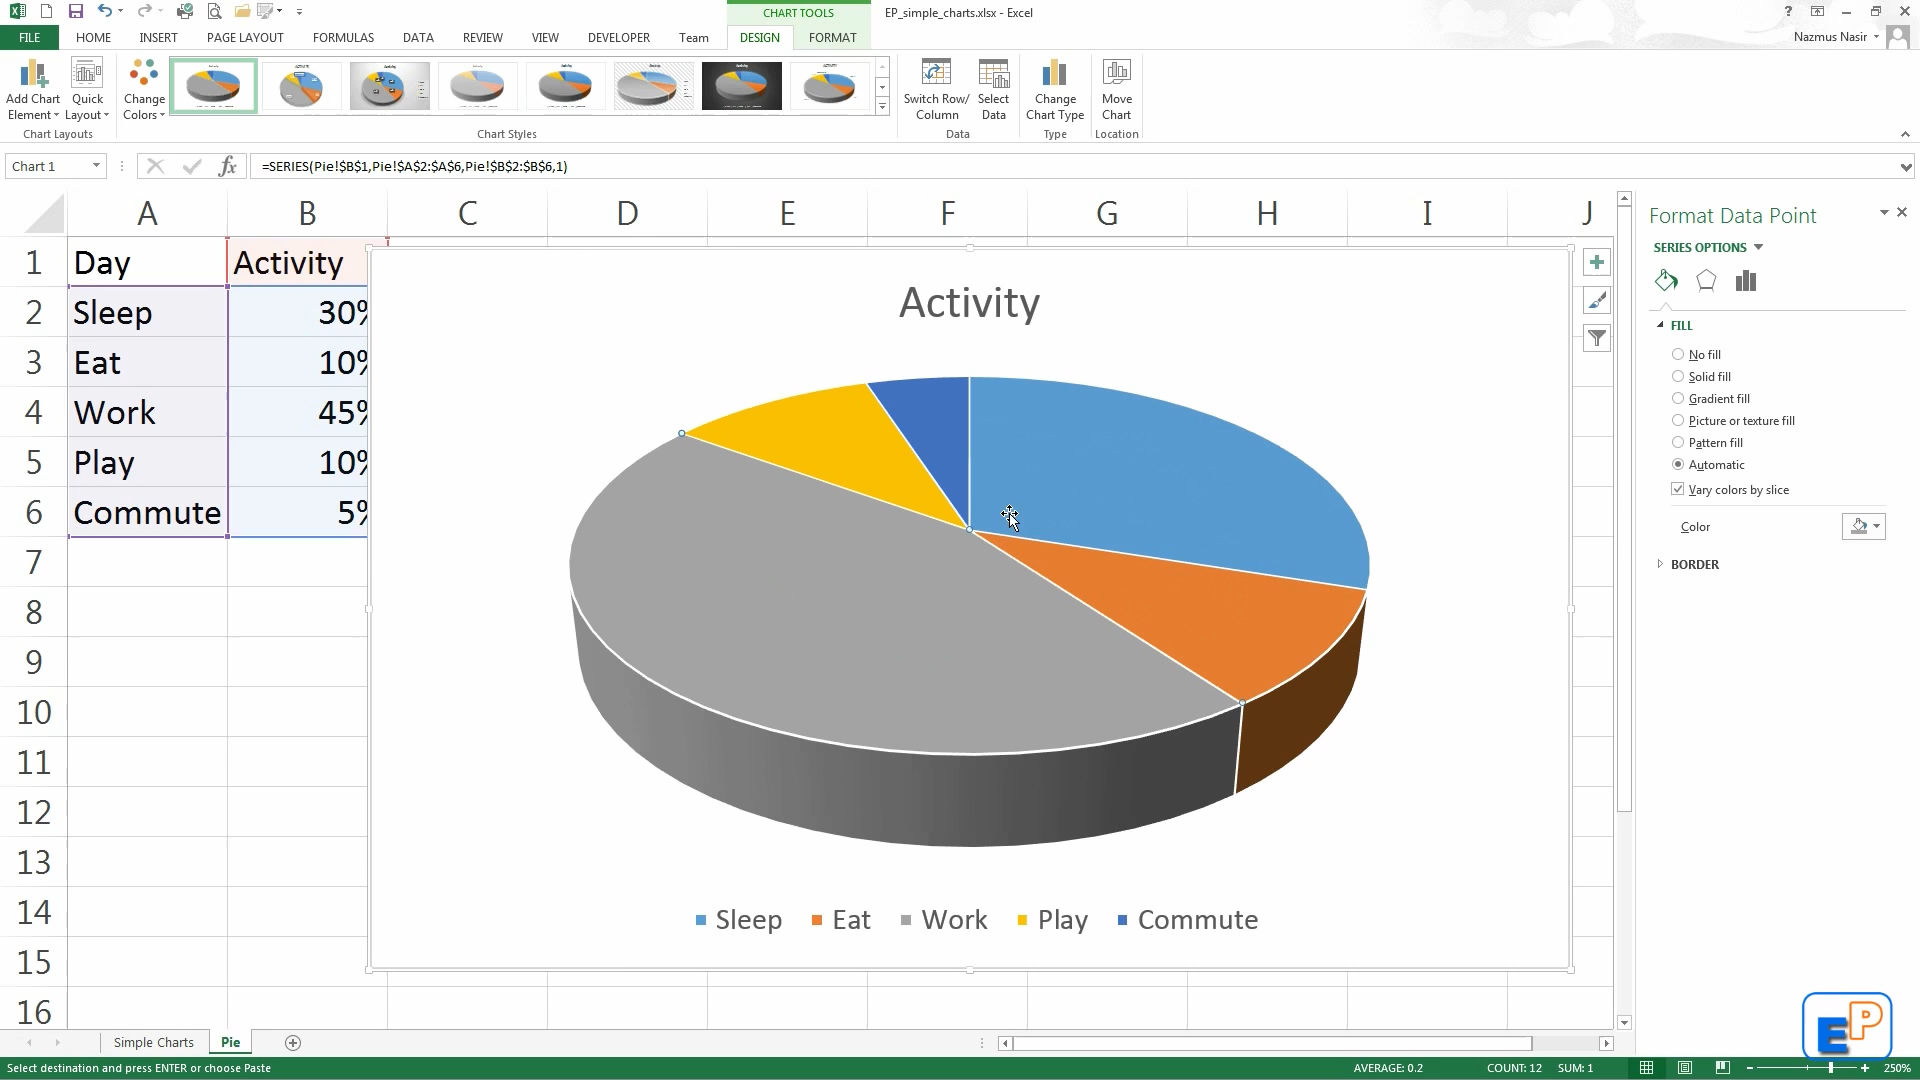 CHART TOOLS
EP_simple_charts.xlsx - Excel
?
FILE HOME INSERT PAGE LAYOUT FORMULAS DATA REVIEW VIEW DEVELOPER Team DESIGN FORMAT
Nazmus Nasir
Add Chart Element
Quick Layout
Change Colors
Switch Row/ Column
Select Data
Change Chart Type
Move Chart
Chart Layouts
Chart Styles
Data
Type
Location
Chart 1
fx
=SERIES(Pie!$B$1,Pie!$A$2:$A$6,Pie!$B$2:$B$6,1)
A B C D E F G H I J
1 Day Activity
2 Sleep 30%
3 Eat 10%
4 Work 45%
5 Play 10%
6 Commute 5%
7
8
9
10
11
12
13
14
15
16
Activity
Sleep Eat Work Play Commute
Format Data Point
SERIES OPTIONS
FILL
No fill
Solid fill
Gradient fill
Picture or texture fill
Pattern fill
Automatic
Vary colors by slice
Color
BORDER
EP
Simple Charts Pie
Select destination and press ENTER or choose Paste
AVERAGE: 0.2 COUNT: 12 SUM: 1
250%